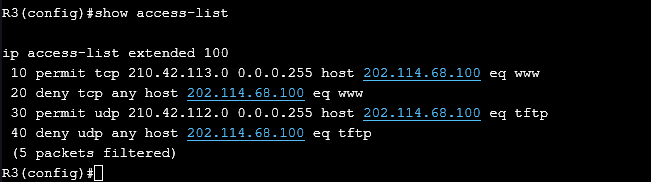 R3(config)#show access-list
ip access-list extended 100
10 permit tcp 210.42.113.0 0.0.0.255 host 202.114.68.100 eq www
20 deny tcp any host 202.114.68.100 eq www
30 permit udp 210.42.112.0 0.0.0.255 host 202.114.68.100 eq tftp
40 deny udp any host 202.114.68.100 eq tftp
(5 packets filtered)
R3(config)#